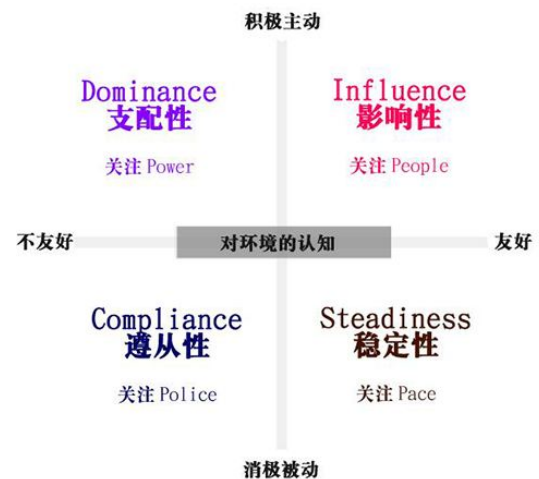 积极主动
Dominance
支配性
关注 Power
Influence
影响性
关注 People
不友好
对环境的认知
友好
Compliance
遵从性
关注 Police
Steadiness
稳定性
关注 Pace
消极被动